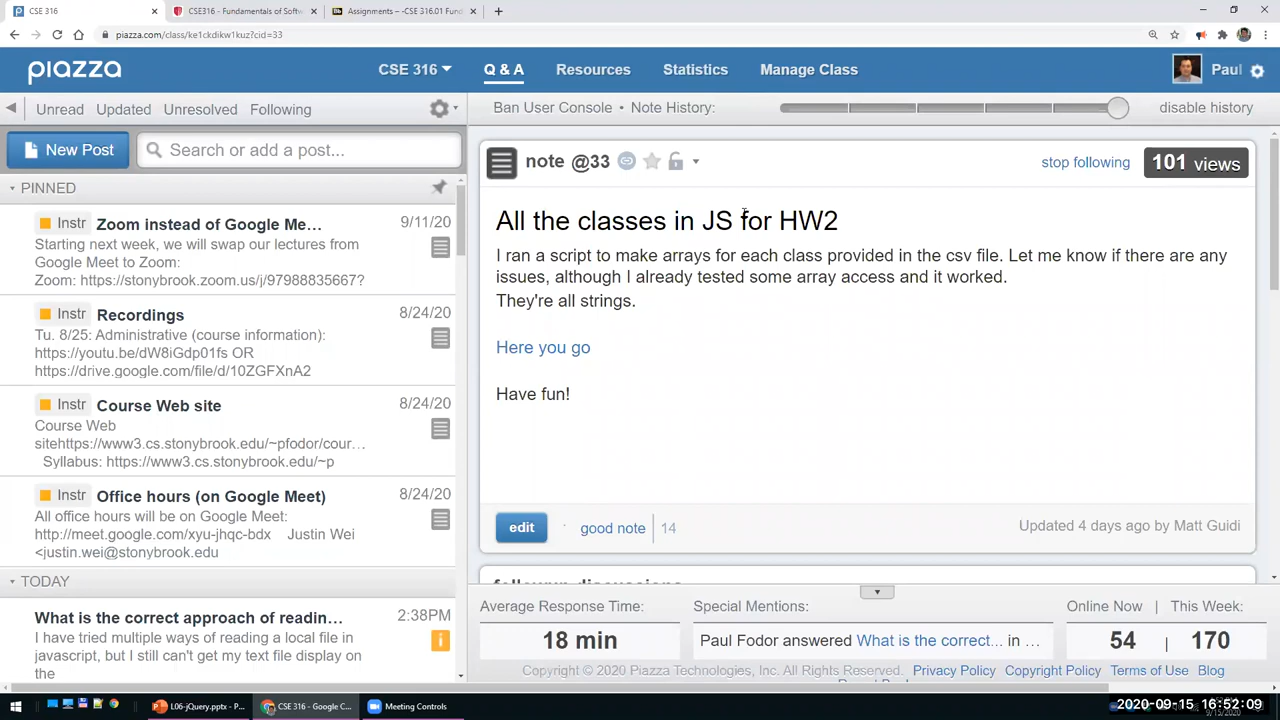 CSE 316
CSE316 - Fundamentals of Softw
Assignments – -CSE 316.01 Fund
piazza.com/class/ke1ckdikw1kuz?cid=33
piazza
CSE 316
Q & A
Resources
Statistics
Manage Class
Paul
Unread
Updated
Unresolved
Following
Ban User Console • Note History:
disable history
New Post
Search or add a post...
note @33
stop following
101 views
PINNED
Instr Zoom instead of Google Me... 9/11/20
Starting next week, we will swap our lectures from
Google Meet to Zoom:
Zoom: https://stonybrook.zoom.us/j/97988835667?
Instr Recordings 8/24/20
Tu. 8/25: Administrative (course information):
https://youtu.be/dW8iGdp01fs OR
https://drive.google.com/file/d/10ZGFXnA2
Instr Course Web site 8/24/20
Course Web
sitehttps://www3.cs.stonybrook.edu/~pfodor/cour...
Syllabus: https://www3.cs.stonybrook.edu/~p
Instr Office hours (on Google Meet) 8/24/20
All office hours will be on Google Meet:
http://meet.google.com/xyu-jhqc-bdx Justin Wei
<justin.wei@stonybrook.edu
TODAY
What is the correct approach of readin... 2:38PM
I have tried multiple ways of reading a local file in
javascript, but I still can't get my text file display on
the
All the classes in JS for HW2
I ran a script to make arrays for each class provided in the csv file. Let me know if there are any
issues, although I already tested some array access and it worked.
They're all strings.
Here you go
Have fun!
edit
good note
14
Updated 4 days ago by Matt Guidi
followup discussions
Average Response Time:
18 min
Special Mentions:
Paul Fodor answered What is the correct... in ...
Online Now | This Week:
54 | 170
Copyright © 2020 Piazza Technologies, Inc. All Rights Reserved. Privacy Policy Copyright Policy Terms of Use Blog
L06-jQuery.pptx - P...
CSE 316 - Google C...
Meeting Controls
2020-09-15 16:52:09